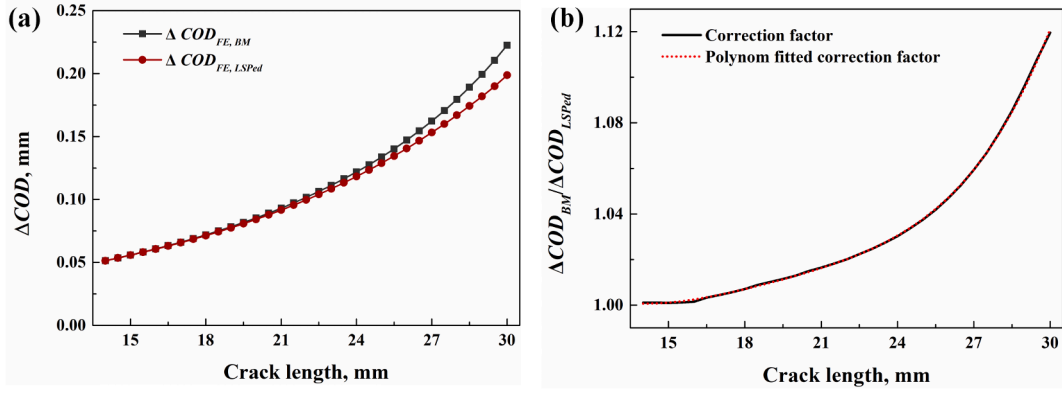 (a)
Δ COD_FE, BM
Δ COD_FE, LSPed
0.25
0.20
0.15
0.10
0.05
0.00
ΔCOD, mm
15 18 21 24 27 30
Crack length, mm
(b)
Correction factor
Polynom fitted correction factor
1.12
1.08
1.04
1.00
ΔCOD_BM/ΔCOD_LSPed
15 18 21 24 27 30
Crack length, mm